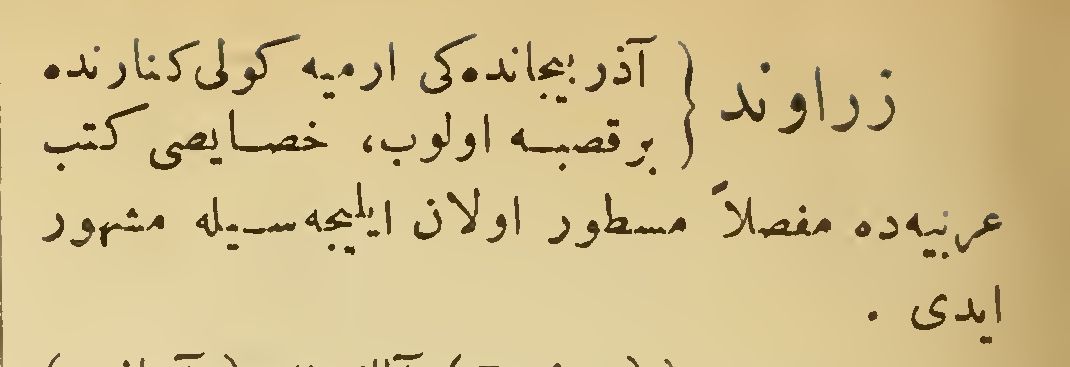 زراوند { آذربیجانده‌کی ارمیه کولی کنارنده
برقصبه اولوب، خصایصی کتب
عربیه‌ده مفصلاً مسطور اولان ایلیجه‌سیله مشهور
ایدی .